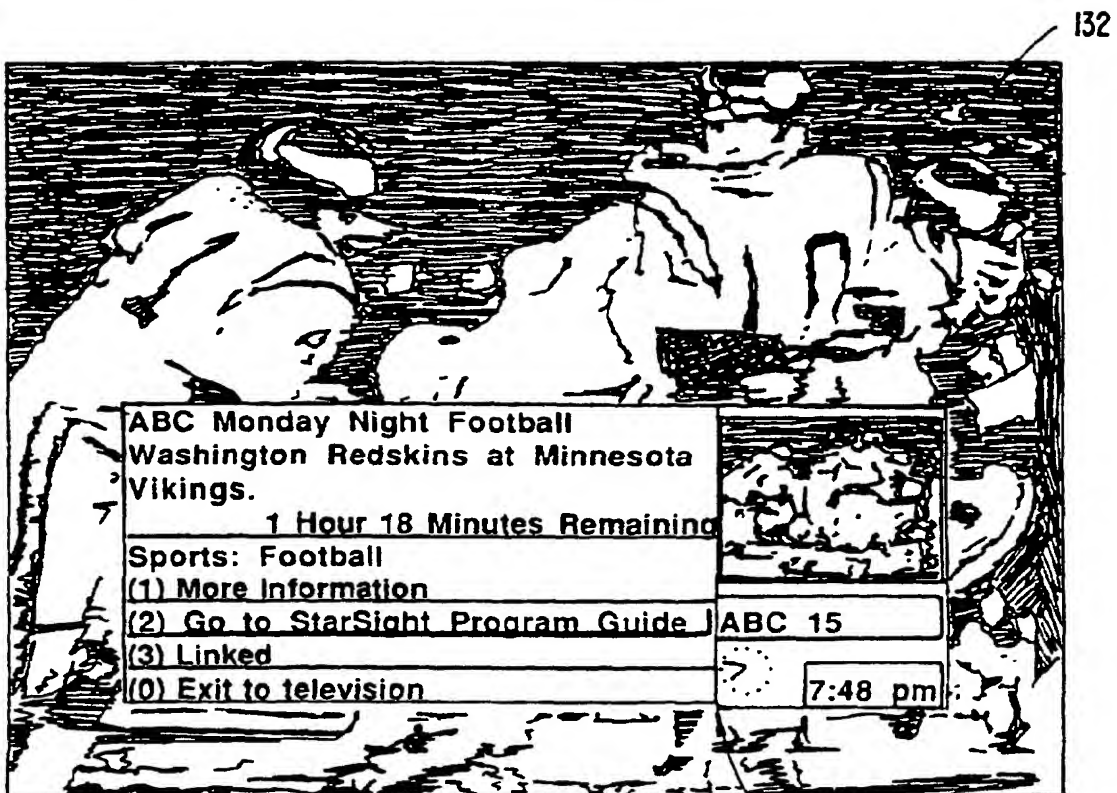 132
ABC Monday Night Football
Washington Redskins at Minnesota
Vikings.
1 Hour 18 Minutes Remaining
Sports: Football
(1) More Information
(2) Go to StarSight Program Guide
ABC 15
(3) Linked
(0) Exit to television
7:48 pm